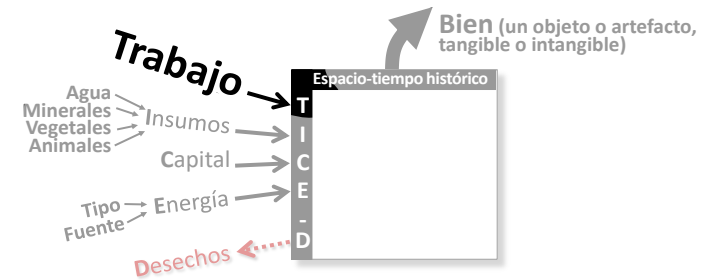 Bien (un objeto o artefacto,
tangible o intangible)
Trabajo
Espacio-tiempo histórico
Agua
Minerales
Vegetales
Animales
Insumos
Capital
Tipo
Fuente
Energía
Desechos
T
I
C
E
-
D